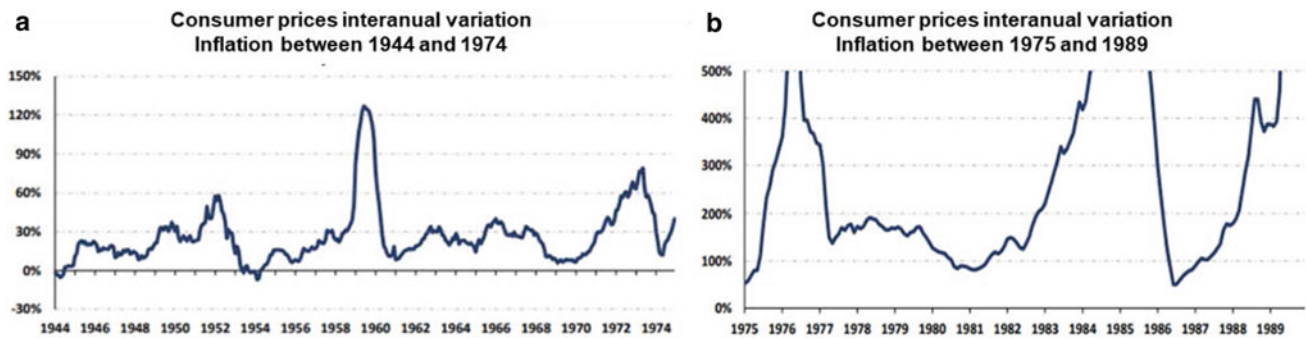 a
Consumer prices interanual variation
Inflation between 1944 and 1974
150%
120%
90%
60%
30%
0%
-30%
1944 1946 1948 1950 1952 1954 1956 1958 1960 1962 1964 1966 1968 1970 1972 1974
b
Consumer prices interanual variation
Inflation between 1975 and 1989
500%
400%
300%
200%
100%
0%
1975 1976 1977 1978 1979 1980 1981 1982 1983 1984 1985 1986 1987 1988 1989